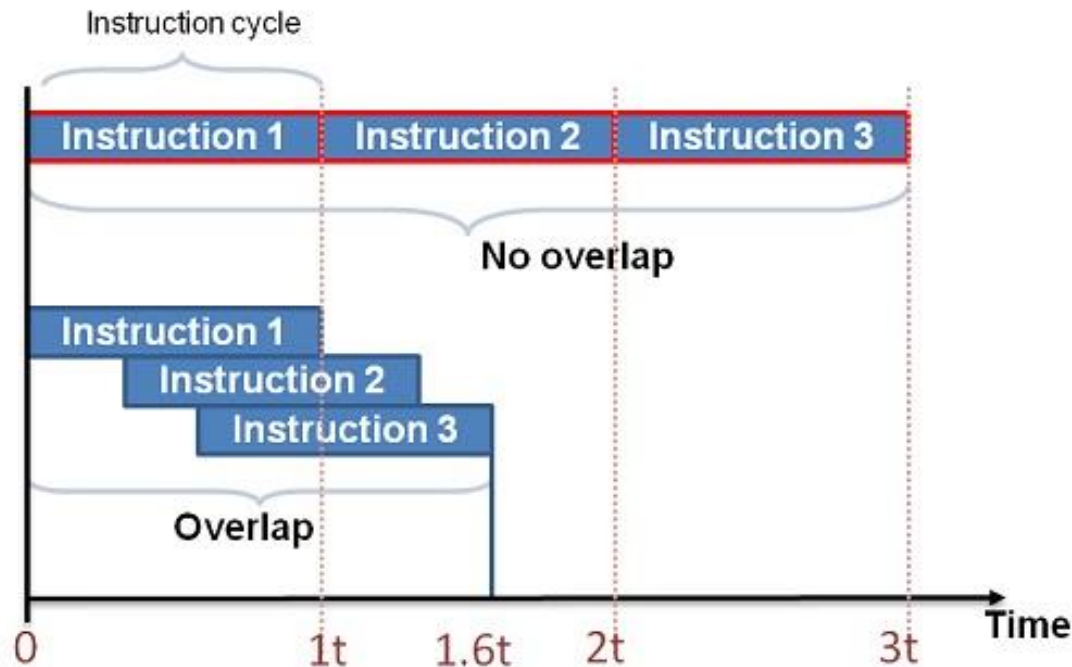 Instruction cycle
Instruction 1 Instruction 2 Instruction 3
No overlap
Instruction 1
Instruction 2
Instruction 3
Overlap
Time
0 1t 1.6t 2t 3t